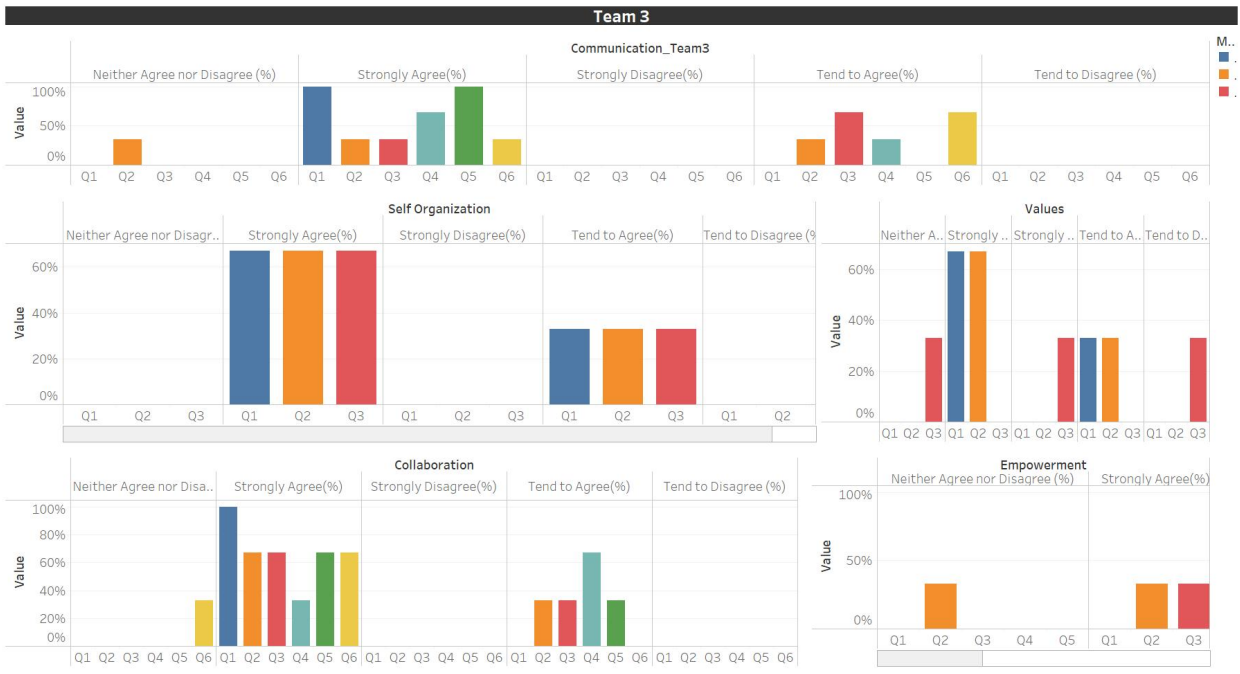 Team 3
Communication_Team3
M..
Neither Agree nor Disagree (%) Strongly Agree(%) Strongly Disagree(%) Tend to Agree(%) Tend to Disagree (%)
.
.
.
Value
100%
50%
0%
Q1 Q2 Q3 Q4 Q5 Q6 Q1 Q2 Q3 Q4 Q5 Q6 Q1 Q2 Q3 Q4 Q5 Q6 Q1 Q2 Q3 Q4 Q5 Q6 Q1 Q2 Q3 Q4 Q5 Q6
Self Organization
Neither Agree nor Disagr.. Strongly Agree(%) Strongly Disagree(%) Tend to Agree(%) Tend to Disagree (%
Value
60%
40%
20%
0%
Q1 Q2 Q3 Q1 Q2 Q3 Q1 Q2 Q3 Q1 Q2 Q3 Q1 Q2
Values
Neither A.. Strongly .. Strongly .. Tend to A.. Tend to D..
Value
60%
40%
20%
0%
Q1 Q2 Q3 Q1 Q2 Q3 Q1 Q2 Q3 Q1 Q2 Q3 Q1 Q2 Q3
Collaboration
Neither Agree nor Disa.. Strongly Agree(%) Strongly Disagree(%) Tend to Agree(%) Tend to Disagree (%)
Value
100%
80%
60%
40%
20%
0%
Q1 Q2 Q3 Q4 Q5 Q6 Q1 Q2 Q3 Q4 Q5 Q6 Q1 Q2 Q3 Q4 Q5 Q6 Q1 Q2 Q3 Q4 Q5 Q6 Q1 Q2 Q3 Q4 Q5 Q6
Empowerment
Neither Agree nor Disagree (%) Strongly Agree(%)
Value
100%
50%
0%
Q1 Q2 Q3 Q4 Q5 Q1 Q2 Q3